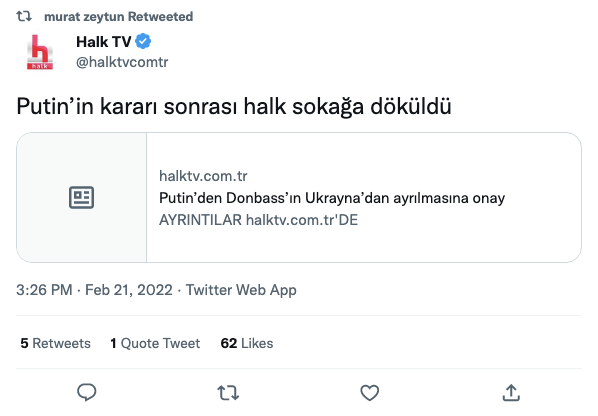 murat zeytun Retweeted
Halk TV
halk
@halktvcomtr
Putin’in kararı sonrası halk sokağa döküldü
halktv.com.tr
Putin’den Donbass’ın Ukrayna’dan ayrılmasına onay
AYRINTILAR halktv.com.tr'DE
3:26 PM · Feb 21, 2022 · Twitter Web App
5 Retweets 1 Quote Tweet 62 Likes